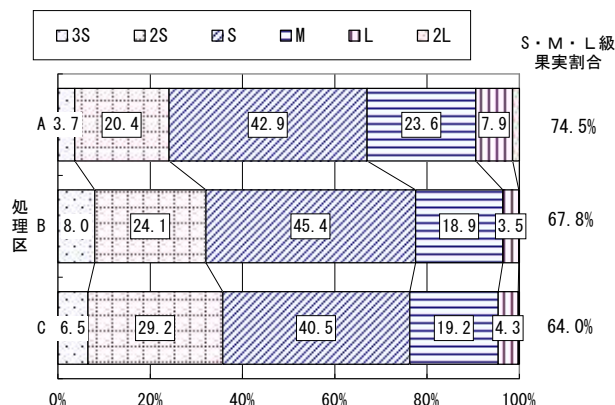 3S 2S S M L 2L
S・M・L級
果実割合
A 3.7 20.4 42.9 23.6 7.9 74.5%
処理区
B 8.0 24.1 45.4 18.9 3.5 67.8%
C 6.5 29.2 40.5 19.2 4.3 64.0%
0% 20% 40% 60% 80% 100%